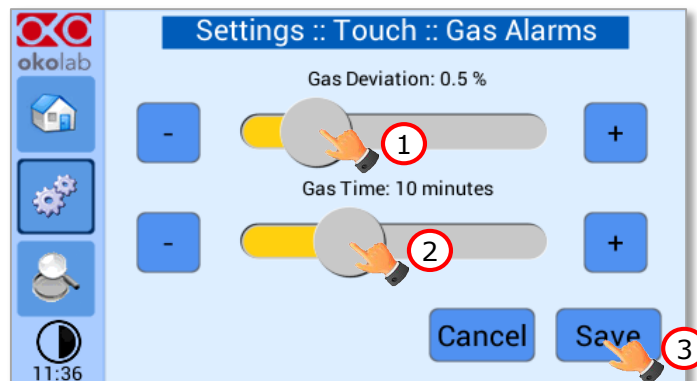 okolab
Settings :: Touch :: Gas Alarms
Gas Deviation: 0.5 %
-
+
1
Gas Time: 10 minutes
-
+
2
Cancel
Save
3
11:36